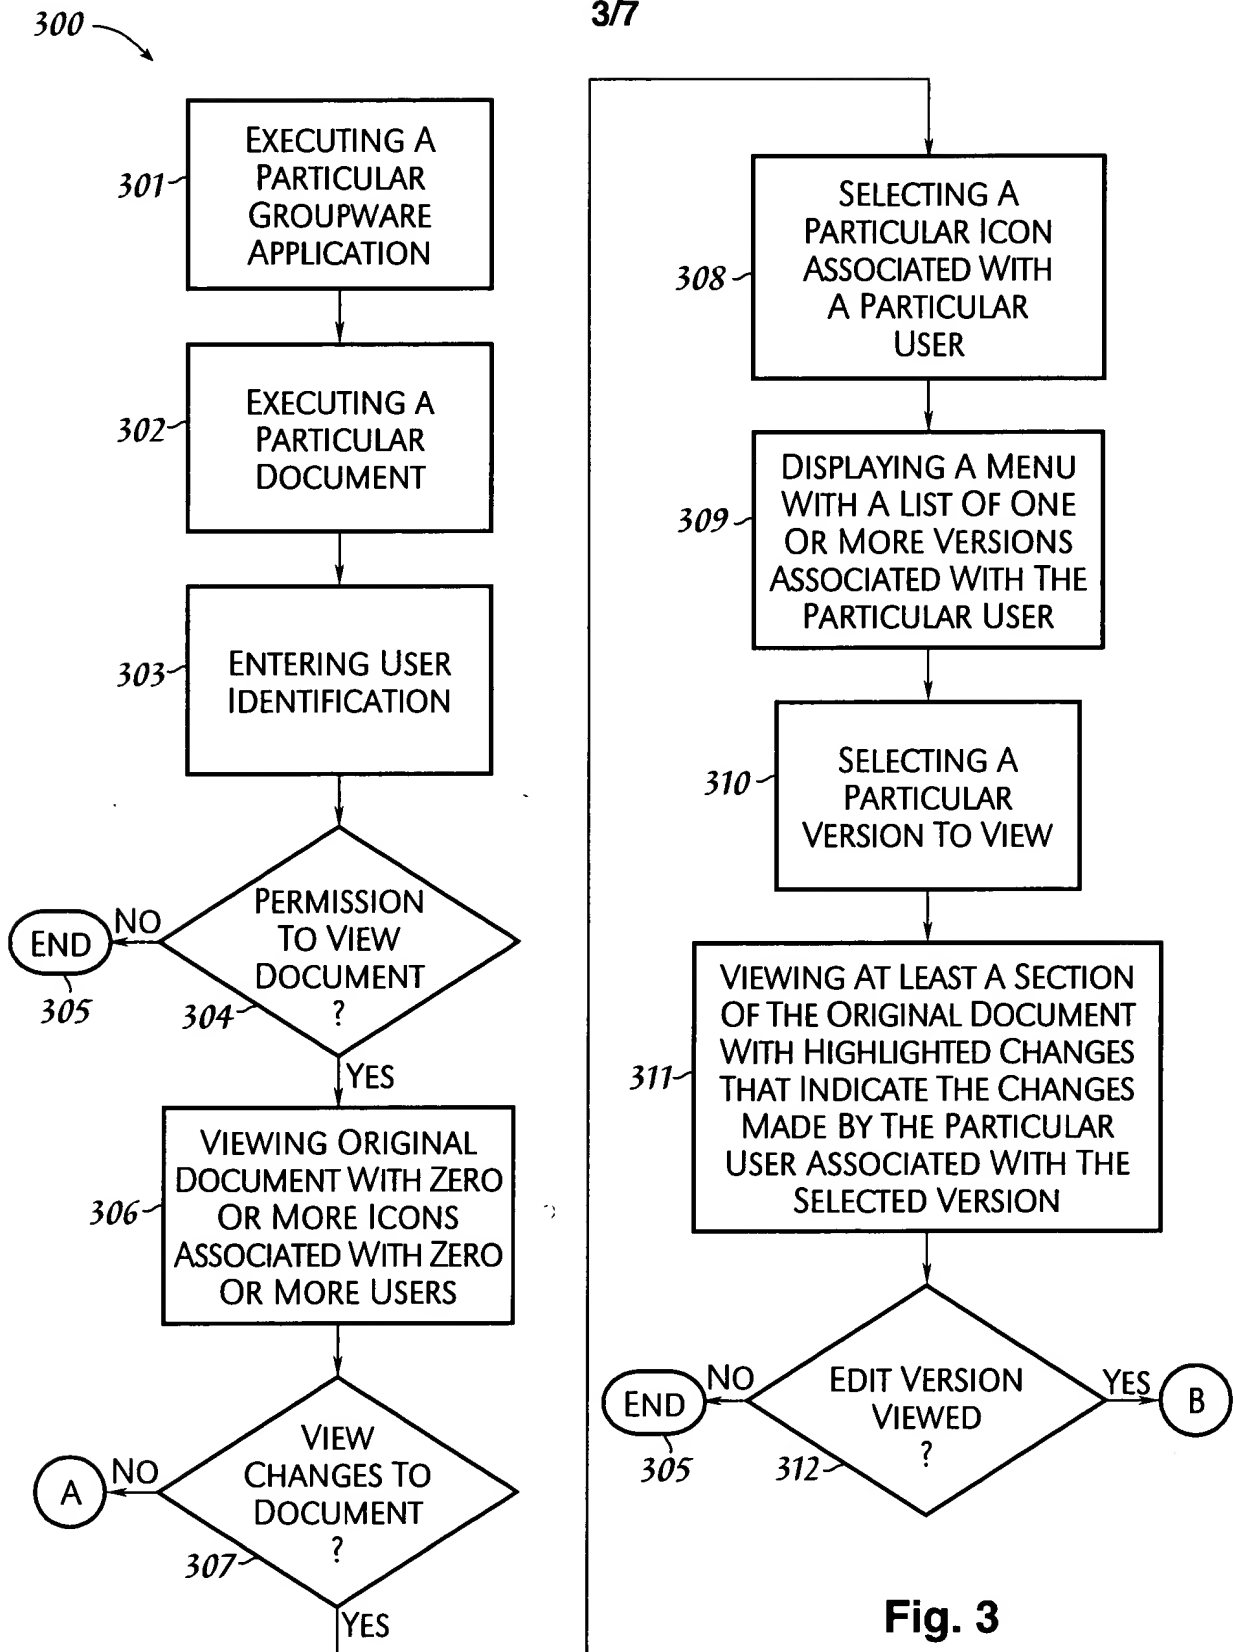 3/7
300
301
EXECUTING A
PARTICULAR
GROUPWARE
APPLICATION
302
EXECUTING A
PARTICULAR
DOCUMENT
303
ENTERING USER
IDENTIFICATION
PERMISSION
TO VIEW
DOCUMENT
?
304
NO
END
305
YES
306
VIEWING ORIGINAL
DOCUMENT WITH ZERO
OR MORE ICONS
ASSOCIATED WITH ZERO
OR MORE USERS
VIEW
CHANGES TO
DOCUMENT
?
307
NO
A
YES
308
SELECTING A
PARTICULAR ICON
ASSOCIATED WITH
A PARTICULAR
USER
309
DISPLAYING A MENU
WITH A LIST OF ONE
OR MORE VERSIONS
ASSOCIATED WITH THE
PARTICULAR USER
310
SELECTING A
PARTICULAR
VERSION TO VIEW
311
VIEWING AT LEAST A SECTION
OF THE ORIGINAL DOCUMENT
WITH HIGHLIGHTED CHANGES
THAT INDICATE THE CHANGES
MADE BY THE PARTICULAR
USER ASSOCIATED WITH THE
SELECTED VERSION
EDIT VERSION
VIEWED
?
312
NO
END
305
YES
B
Fig. 3